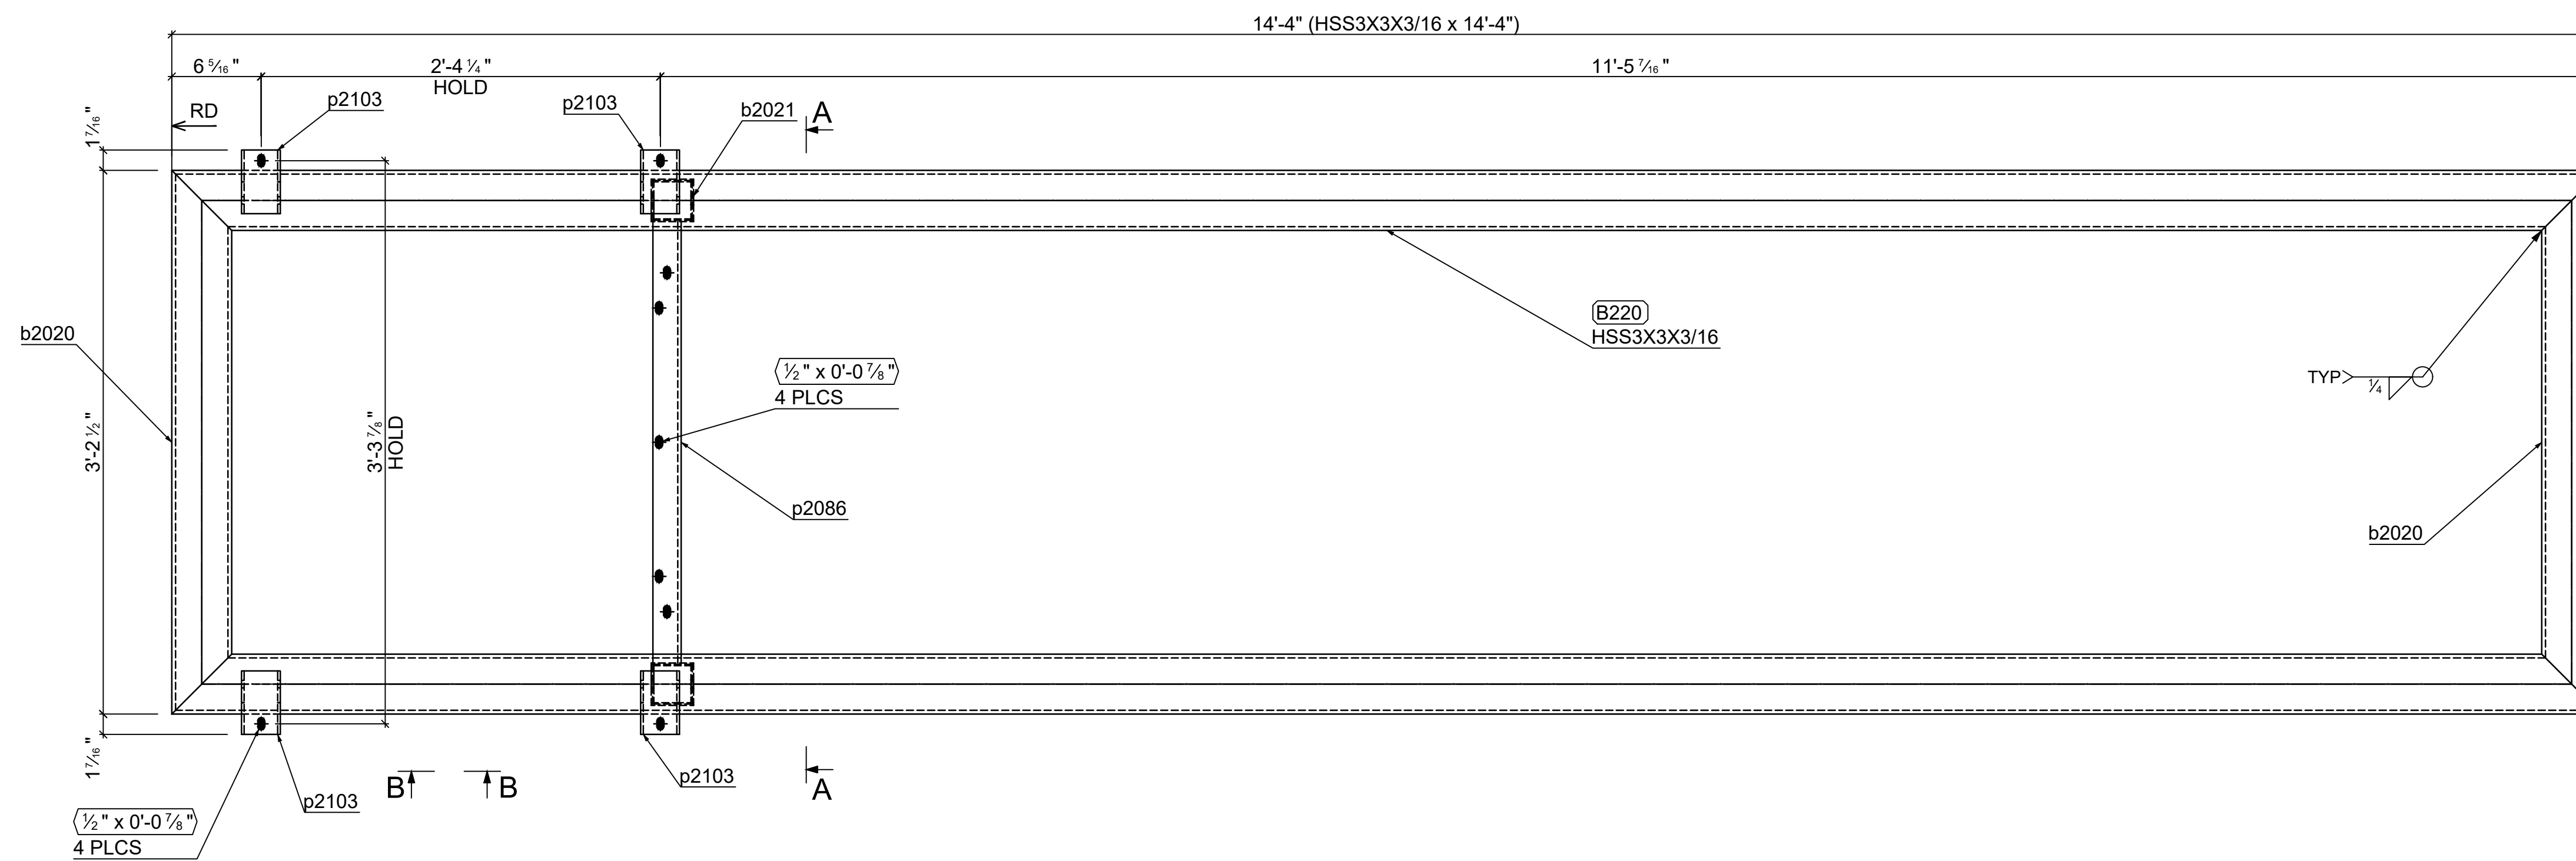 14'-4" (HSS3X3X3/16 x 14'-4")
6 5/16 "
2'-4 1/4 "
HOLD
11'-5 7/16 "
RD
p2103
p2103
b2021
A
1 7/16 "
b2020
3'-2 1/2 "
3'-3 7/8 "
HOLD
B220
HSS3X3X3/16
1/2 " x 0'-0 7/8 "
4 PLCS
TYP
1/4
p2086
b2020
1 7/16 "
B
B
p2103
A
p2103
1/2 " x 0'-0 7/8 "
4 PLCS